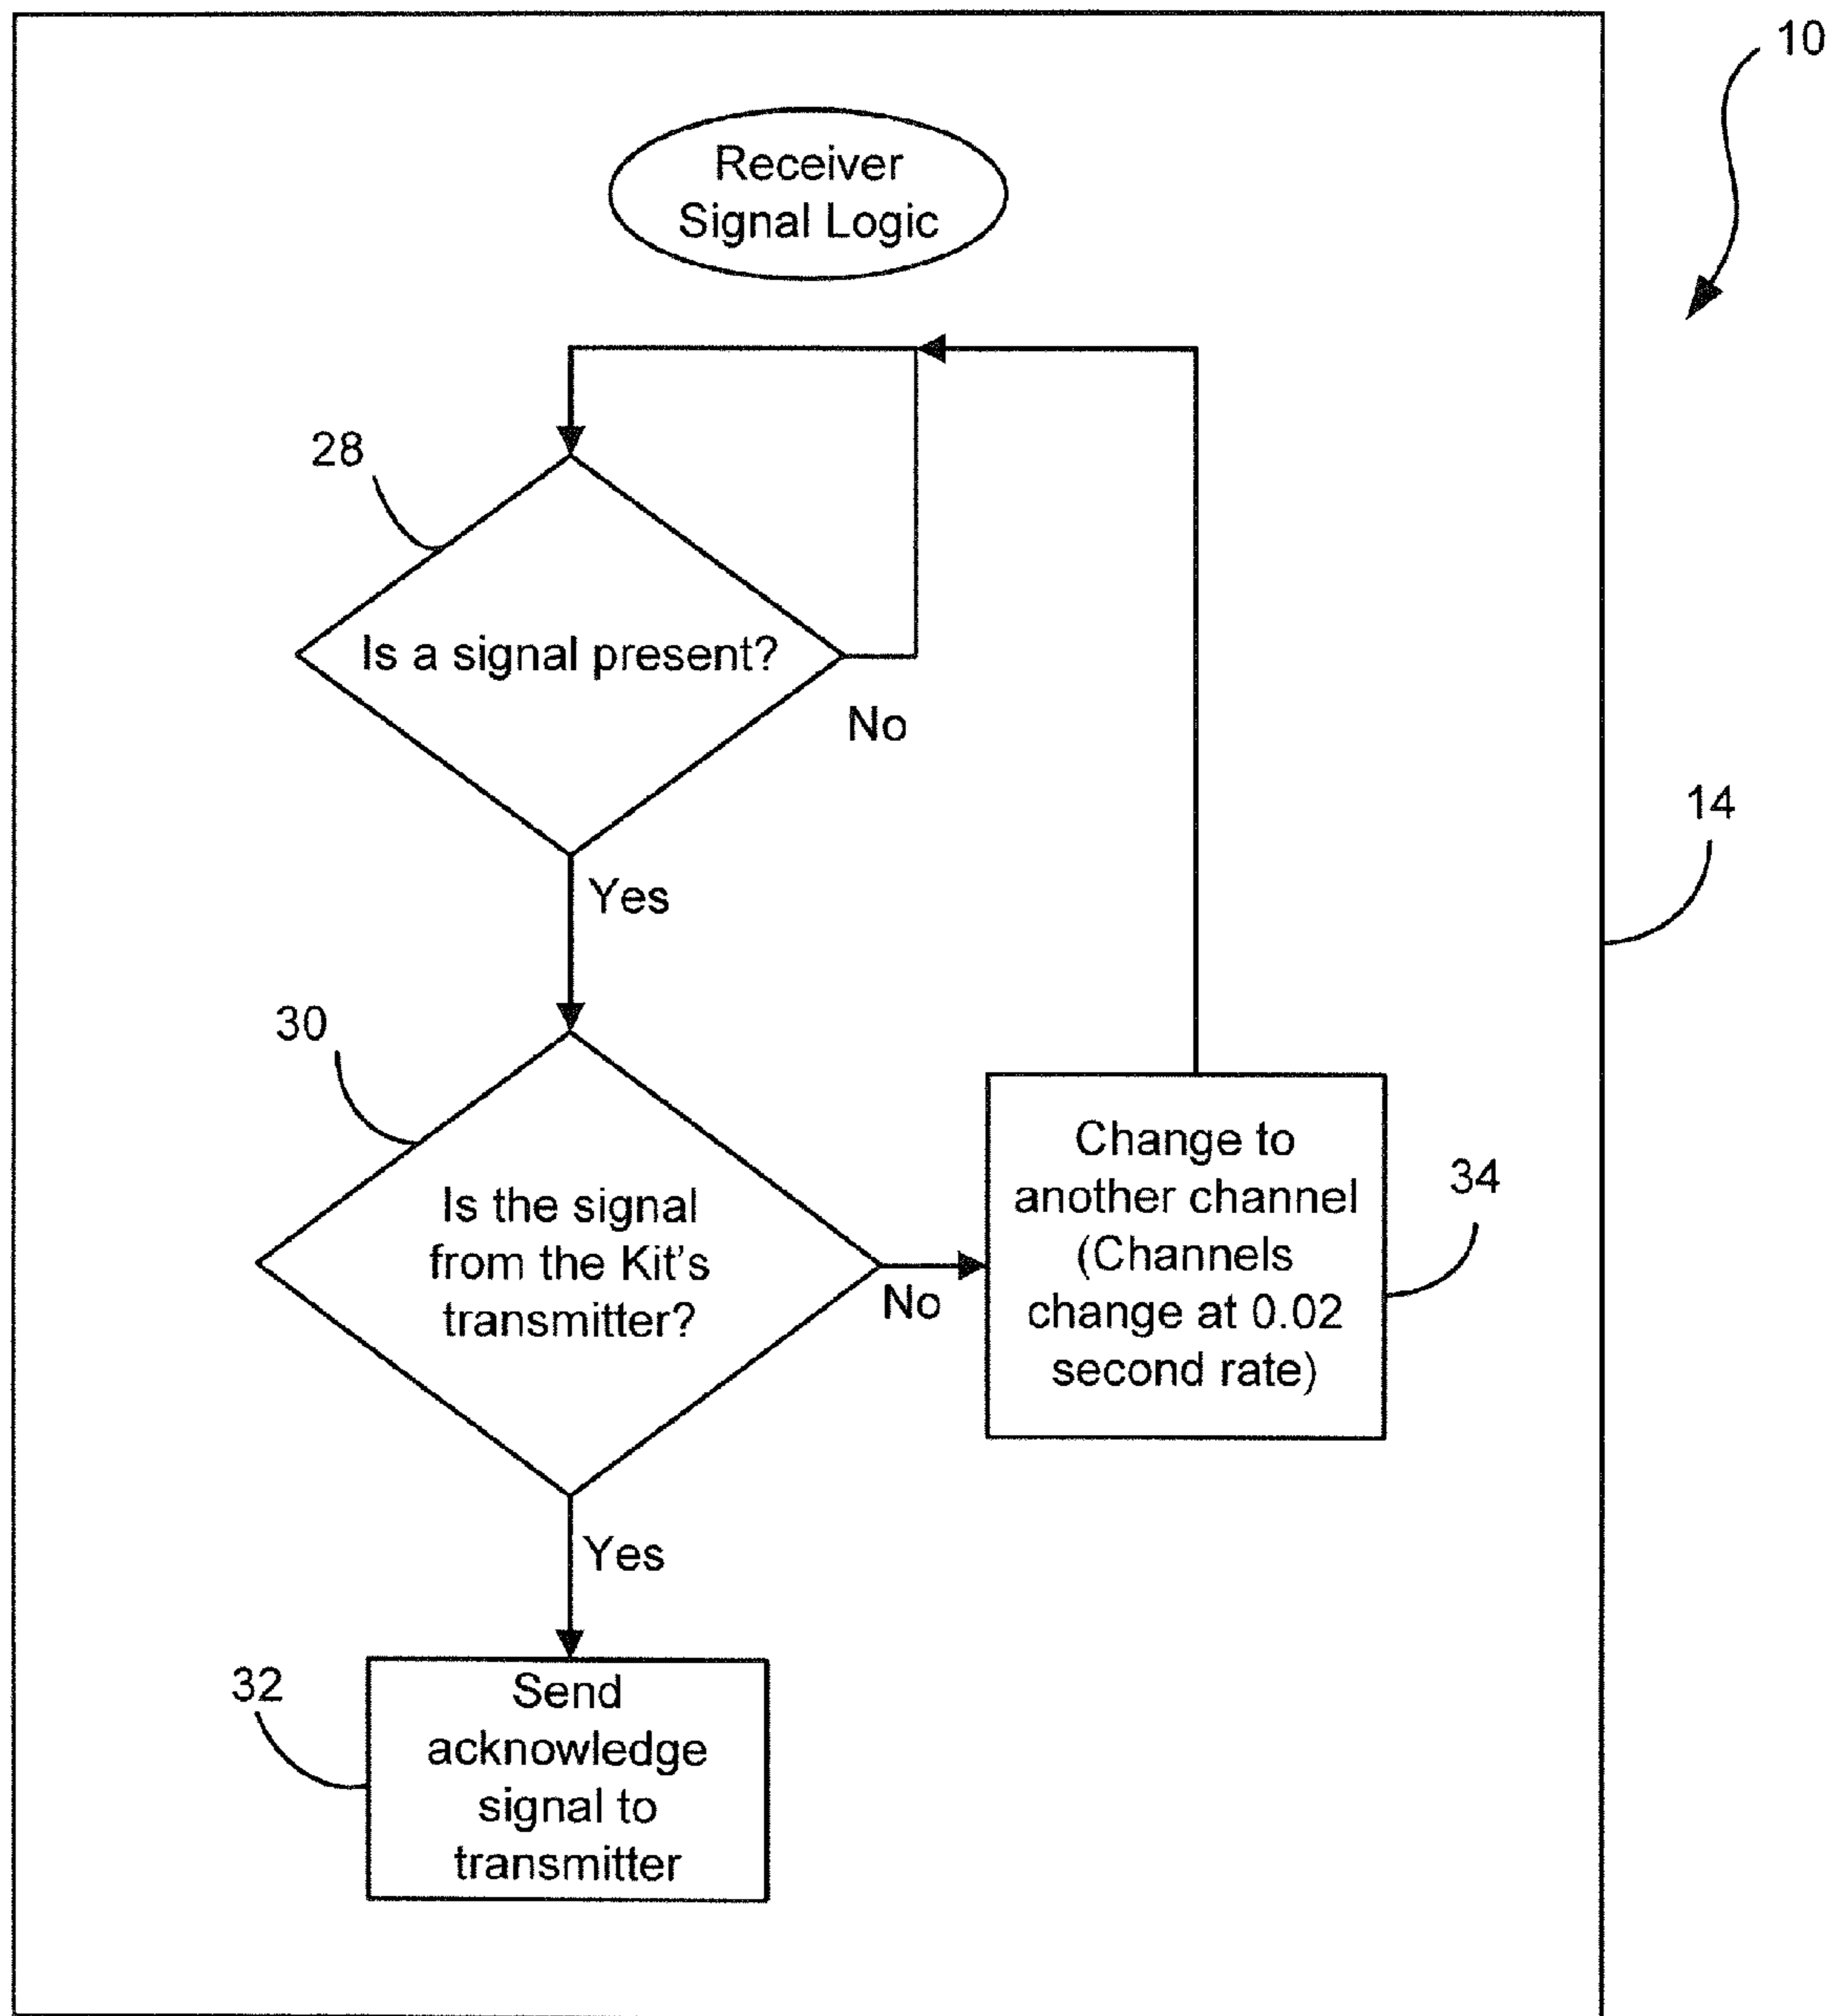 10
Receiver
Signal Logic
28
Is a signal present?
No
14
Yes
30
Is the signal
from the Kit's
transmitter?
No
Change to
another channel
(Channels
change at 0.02
second rate)
34
Yes
32
Send
acknowledge
signal to
transmitter